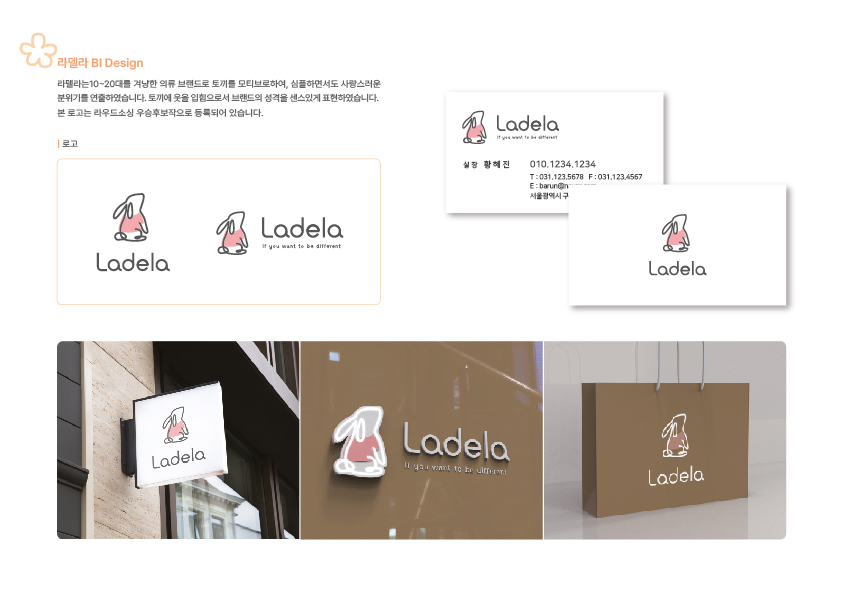 라델라 BI Design
라델라는10~20대를 겨냥한 의류 브랜드로 토끼를 모티브로하여, 심플하면서도 사랑스러운
분위기를 연출하였습니다. 토끼에 옷을 입힘으로서 브랜드의 성격을 센스있게 표현하였습니다.
본 로고는 라우드소싱 우승후보작으로 등록되어 있습니다.
| 로고
Ladela
Ladela
If you want to be different
Ladela
If you want to be different
실장 황혜진
010.1234.1234
T : 031.123.5678 F : 031.123.4567
E : barun@
서울광역시 구
Ladela
Ladela
Ladela
If you want to be different
Ladela